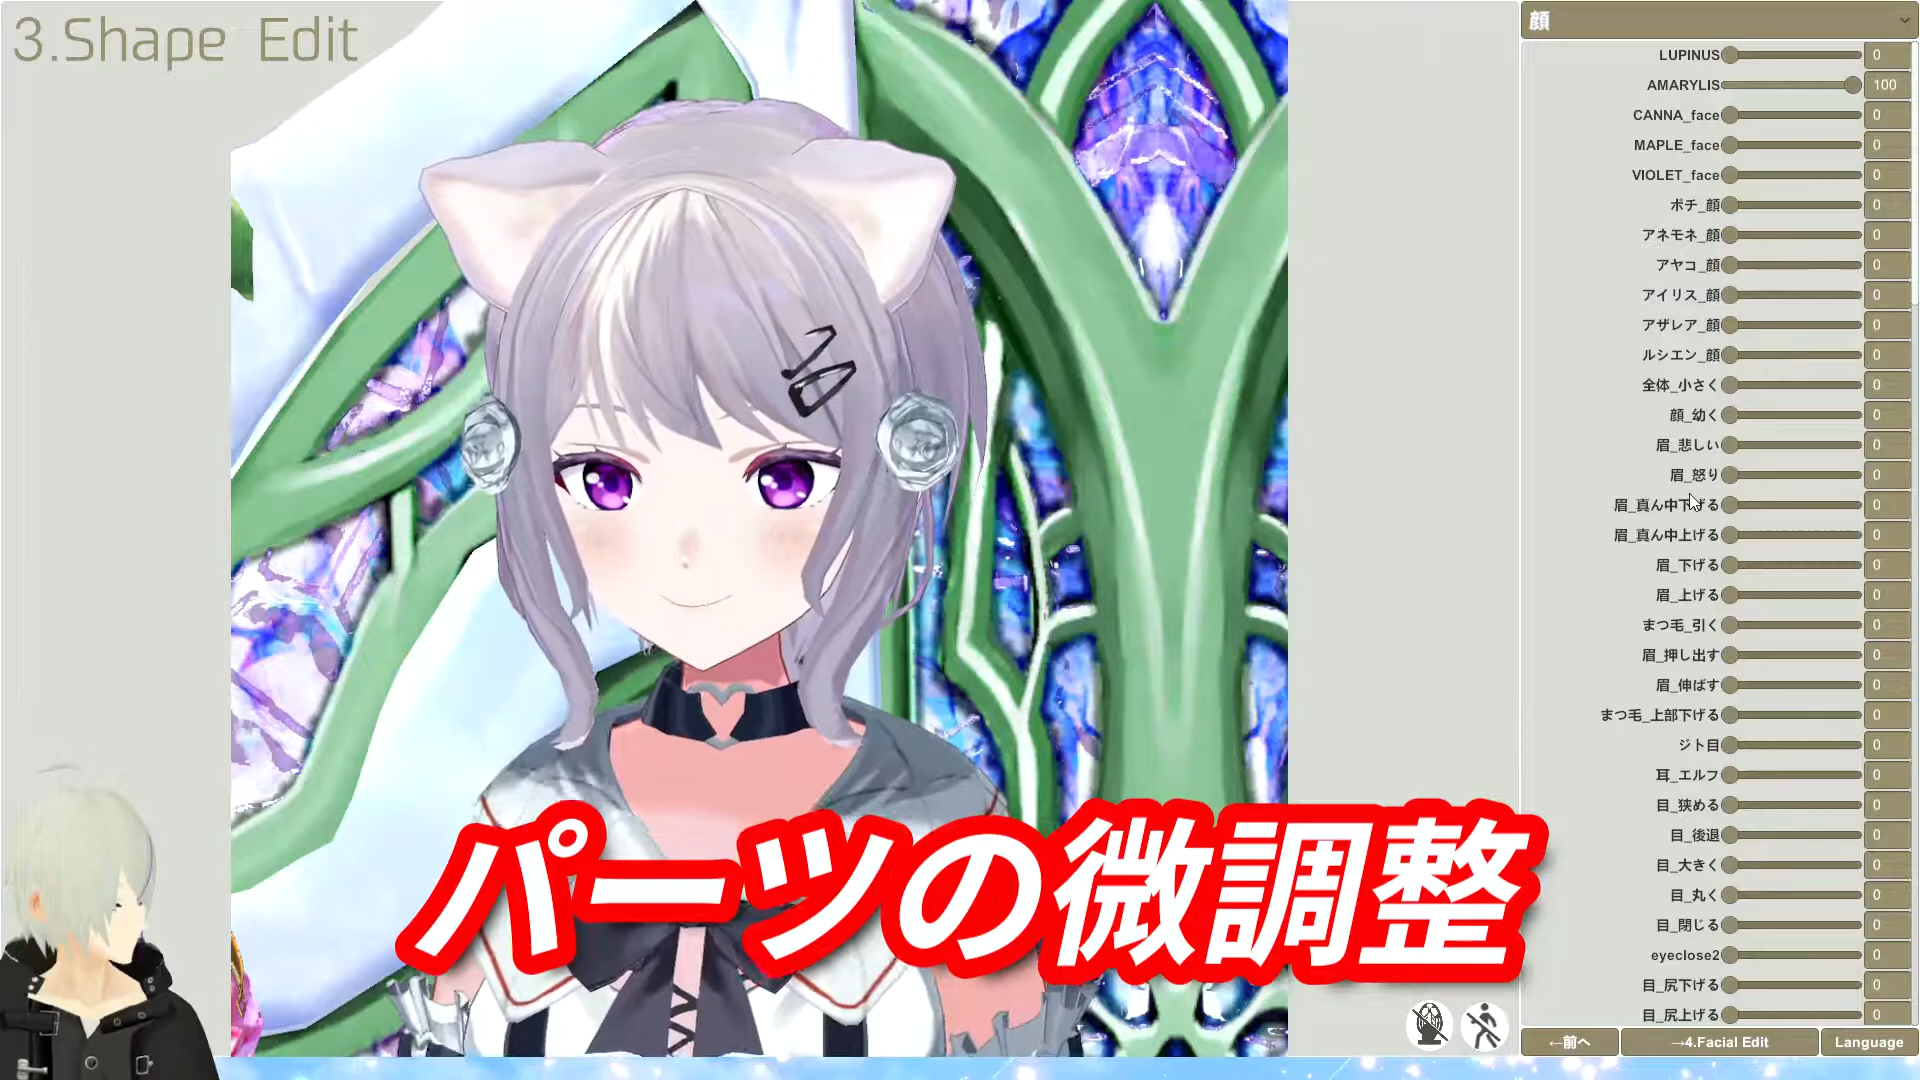 3.Shape Edit
顔
LUPINUS 0
AMARYLIS 100
CANNA_face 0
MAPLE_face 0
VIOLET_face 0
ポチ_顔 0
アネモネ_顔 0
アヤコ_顔 0
アイリス_顔 0
アザレア_顔 0
ルシエン_顔 0
全体_小さく 0
顔_幼く 0
眉_悲しい 0
眉_怒り 0
眉_真ん中下げる 0
眉_真ん中上げる 0
眉_下げる 0
眉_上げる 0
まつ毛_引く 0
眉_押し出す 0
眉_伸ばす 0
まつ毛_上部下げる 0
ジト目 0
耳_エルフ 0
目_狭める 0
目_後退 0
目_大きく 0
目_丸く 0
目_閉じる 0
eyeclose2 0
目_尻下げる 0
目_尻上げる 0
パーツの微調整
←前へ
→4.Facial Edit
Language